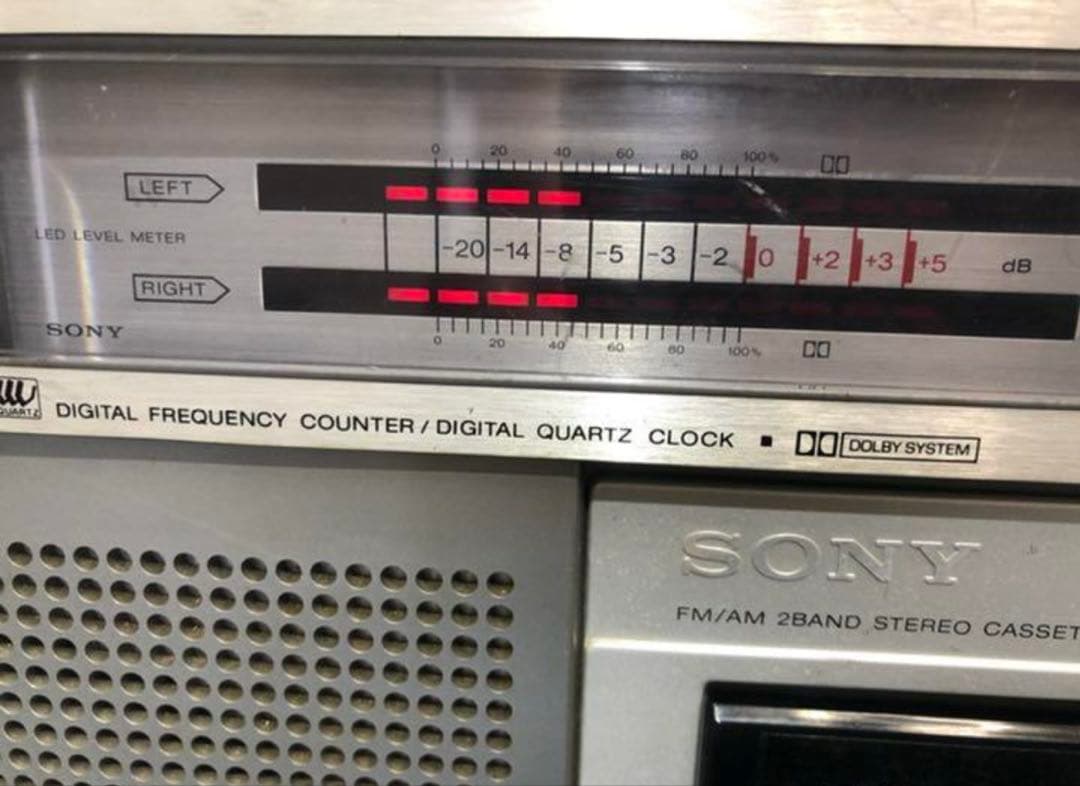 0 20 40 60 80 100%
LEFT
LED LEVEL METER
-20 -14 -8 -5 -3 -2 0 +2 +3 +5 dB
RIGHT
SONY
0 20 40 60 80 100%
QUARTZ
DIGITAL FREQUENCY COUNTER / DIGITAL QUARTZ CLOCK ▪ DOLBY SYSTEM
SONY
FM/AM 2BAND STEREO CASSET